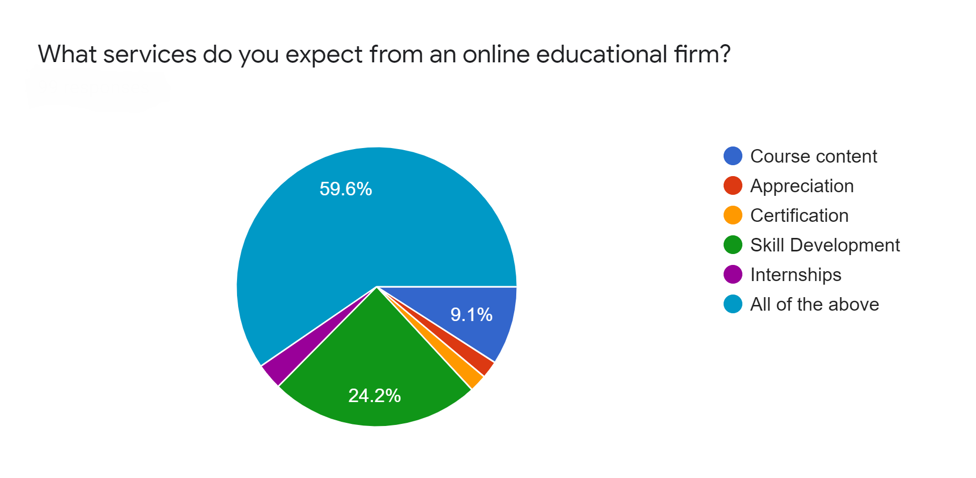 What services do you expect from an online educational firm?
59.6%
9.1%
24.2%
Course content
Appreciation
Certification
Skill Development
Internships
All of the above